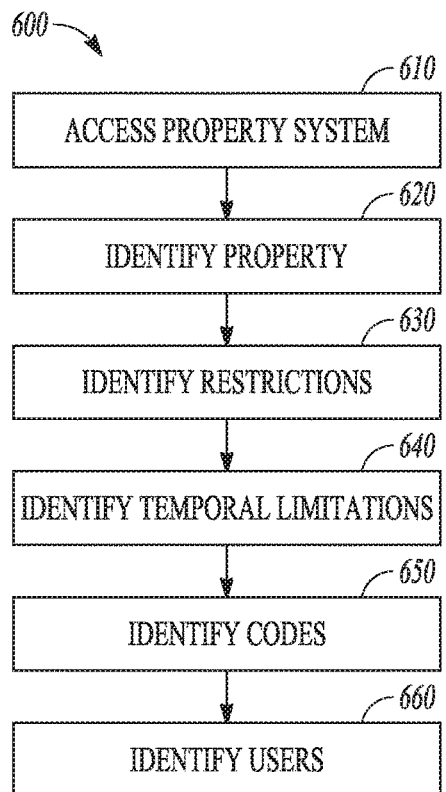 600
610
ACCESS PROPERTY SYSTEM
620
IDENTIFY PROPERTY
630
IDENTIFY RESTRICTIONS
640
IDENTIFY TEMPORAL LIMITATIONS
650
IDENTIFY CODES
660
IDENTIFY USERS